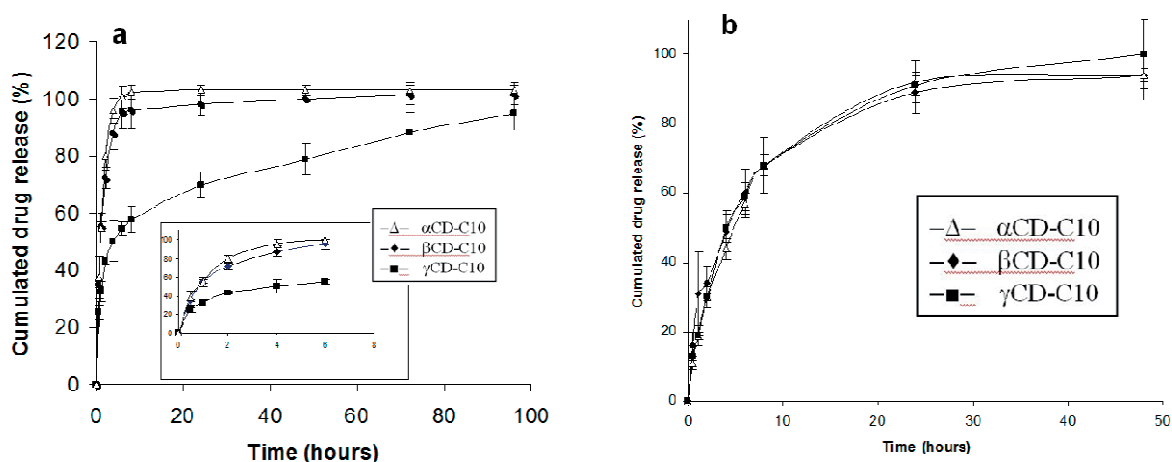 a
Cumulated drug release (%)
120
100
80
60
40
20
0
0 20 40 60 80 100
Time (hours)
100
80
60
40
20
0
0 2 4 6 8
αCD-C10
βCD-C10
γCD-C10
b
Cumulated drug release (%)
100
80
60
40
20
0
0 10 20 30 40 50
Time (hours)
αCD-C10
βCD-C10
γCD-C10